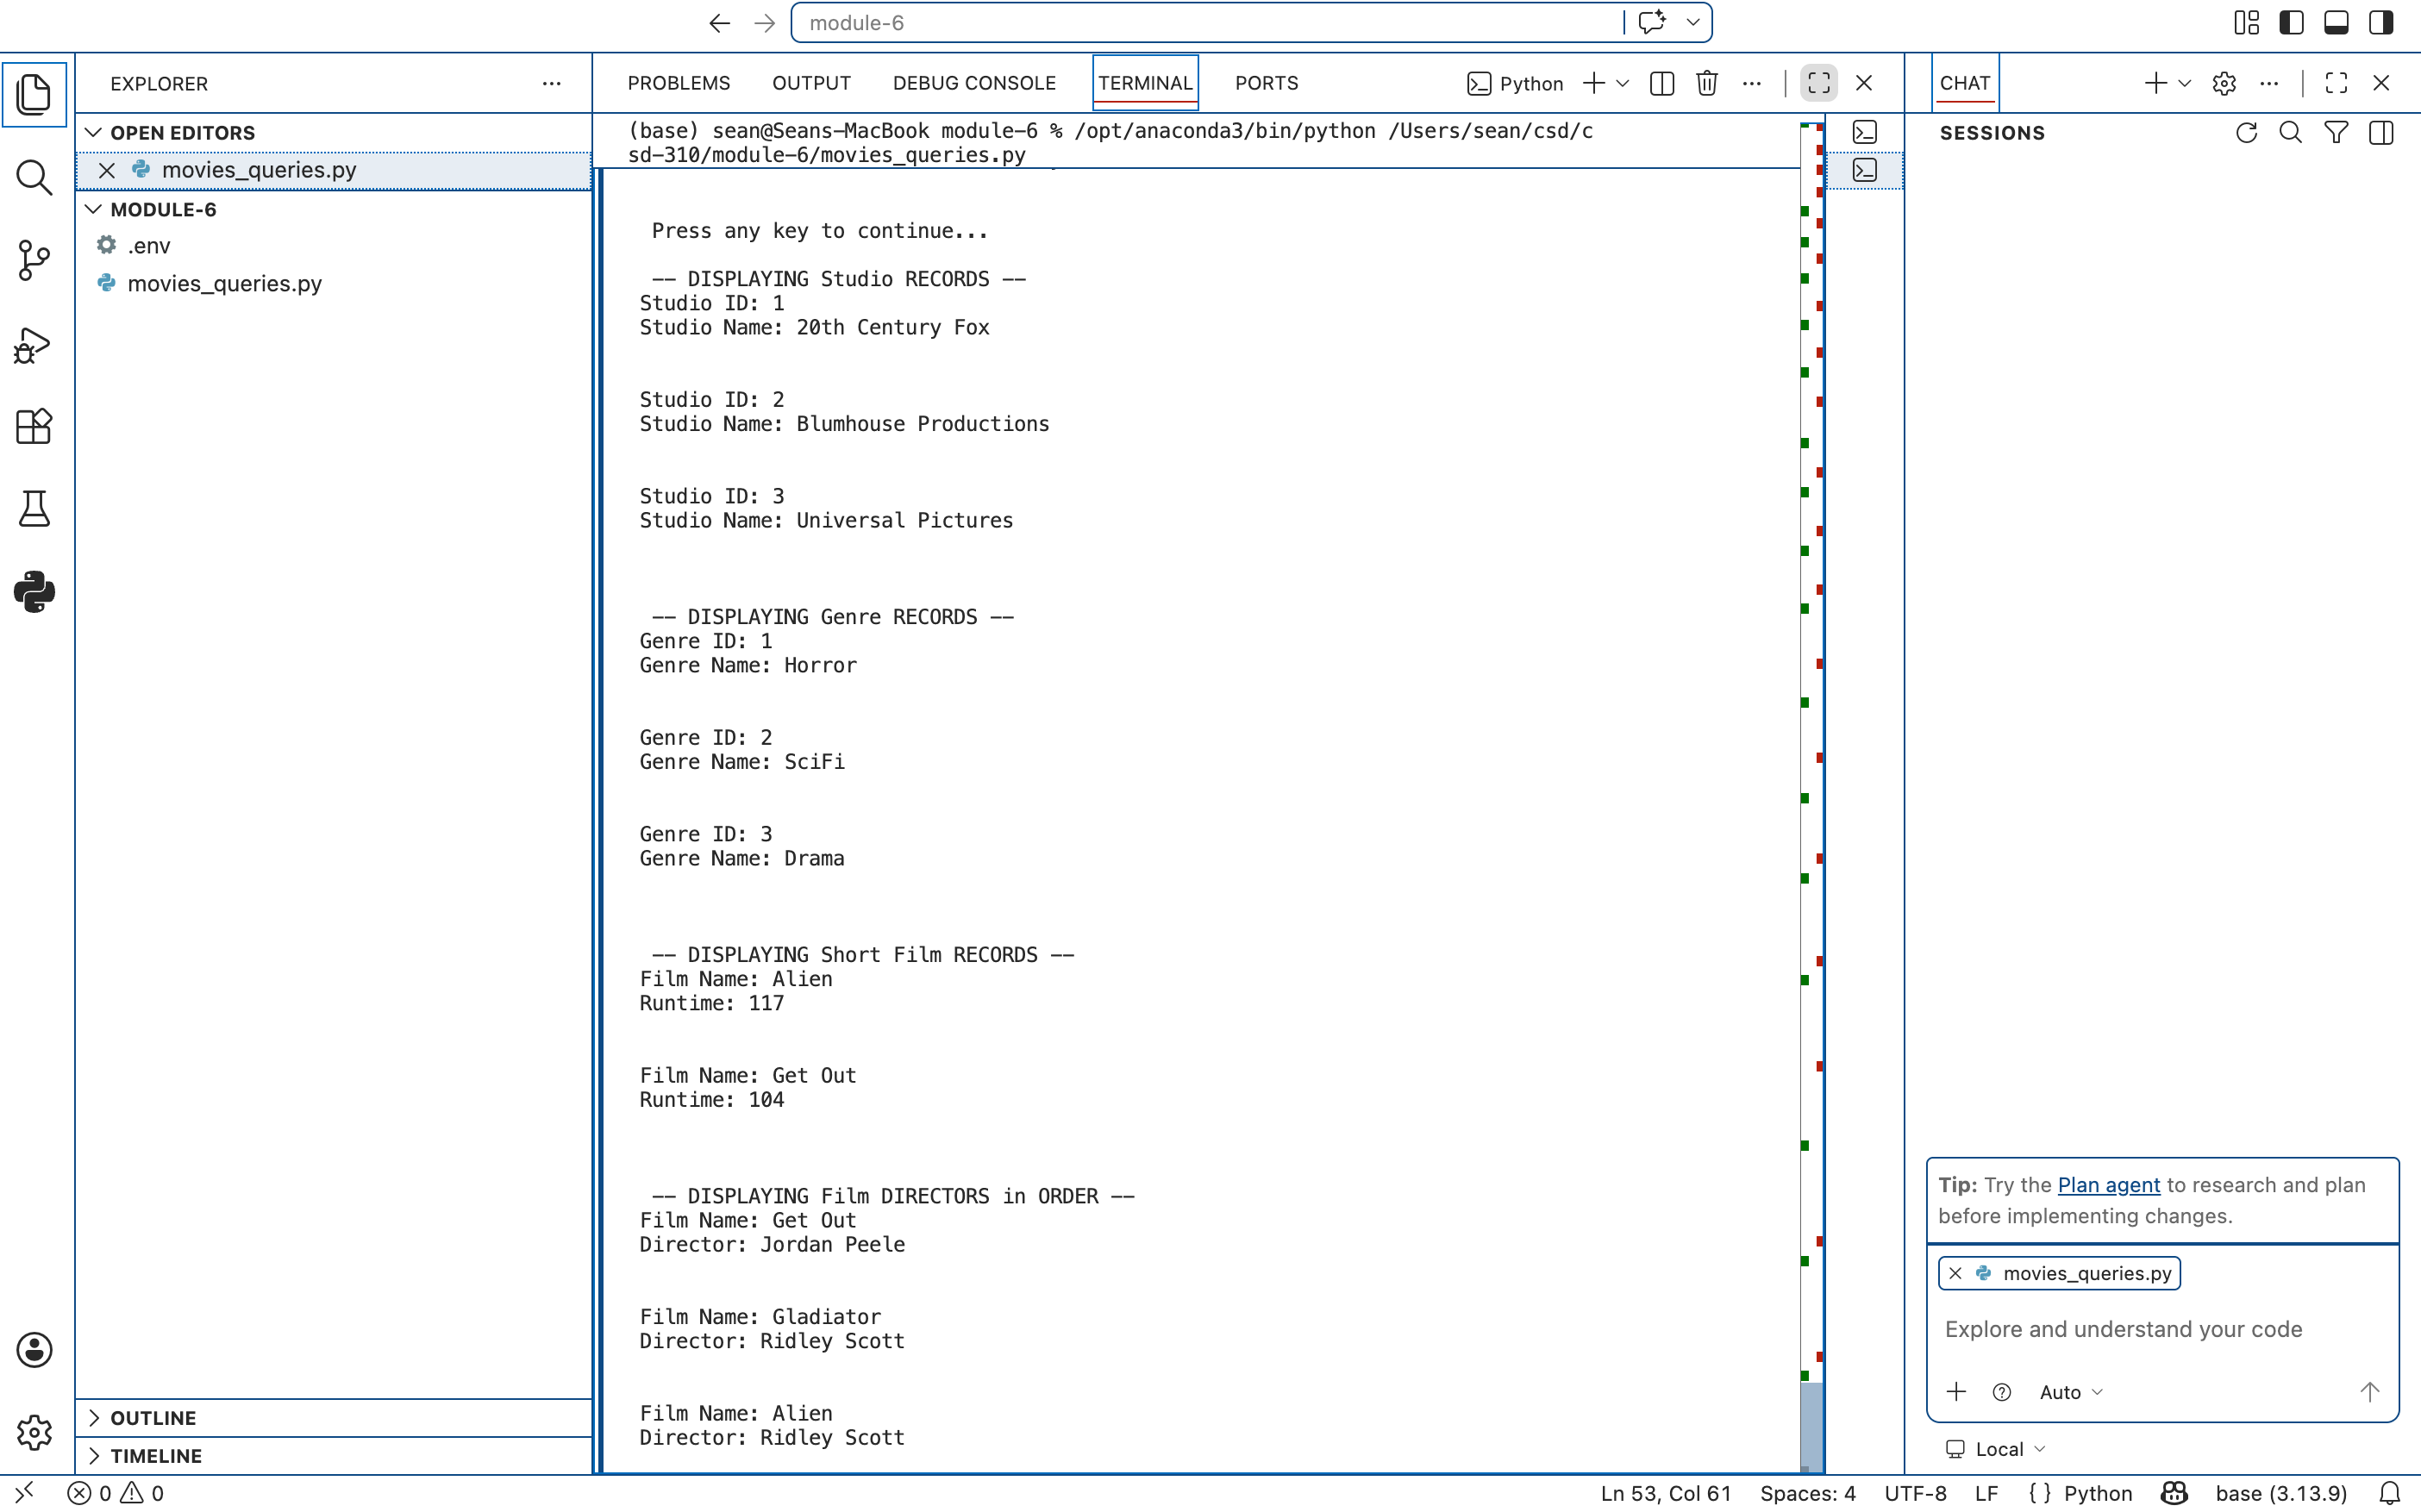 module-6
EXPLORER
OPEN EDITORS
movies_queries.py
MODULE-6
.env
movies_queries.py
OUTLINE
TIMELINE
PROBLEMS OUTPUT DEBUG CONSOLE TERMINAL PORTS Python
(base) sean@Seans-MacBook module-6 % /opt/anaconda3/bin/python /Users/sean/csd/c
sd-310/module-6/movies_queries.py
Press any key to continue...
-- DISPLAYING Studio RECORDS --
Studio ID: 1
Studio Name: 20th Century Fox
Studio ID: 2
Studio Name: Blumhouse Productions
Studio ID: 3
Studio Name: Universal Pictures
-- DISPLAYING Genre RECORDS --
Genre ID: 1
Genre Name: Horror
Genre ID: 2
Genre Name: SciFi
Genre ID: 3
Genre Name: Drama
-- DISPLAYING Short Film RECORDS --
Film Name: Alien
Runtime: 117
Film Name: Get Out
Runtime: 104
-- DISPLAYING Film DIRECTORS in ORDER --
Film Name: Get Out
Director: Jordan Peele
Film Name: Gladiator
Director: Ridley Scott
Film Name: Alien
Director: Ridley Scott
CHAT
SESSIONS
Tip: Try the Plan agent to research and plan
before implementing changes.
movies_queries.py
Explore and understand your code
Auto
Local
0 0 Ln 53, Col 61 Spaces: 4 UTF-8 LF {} Python base (3.13.9)